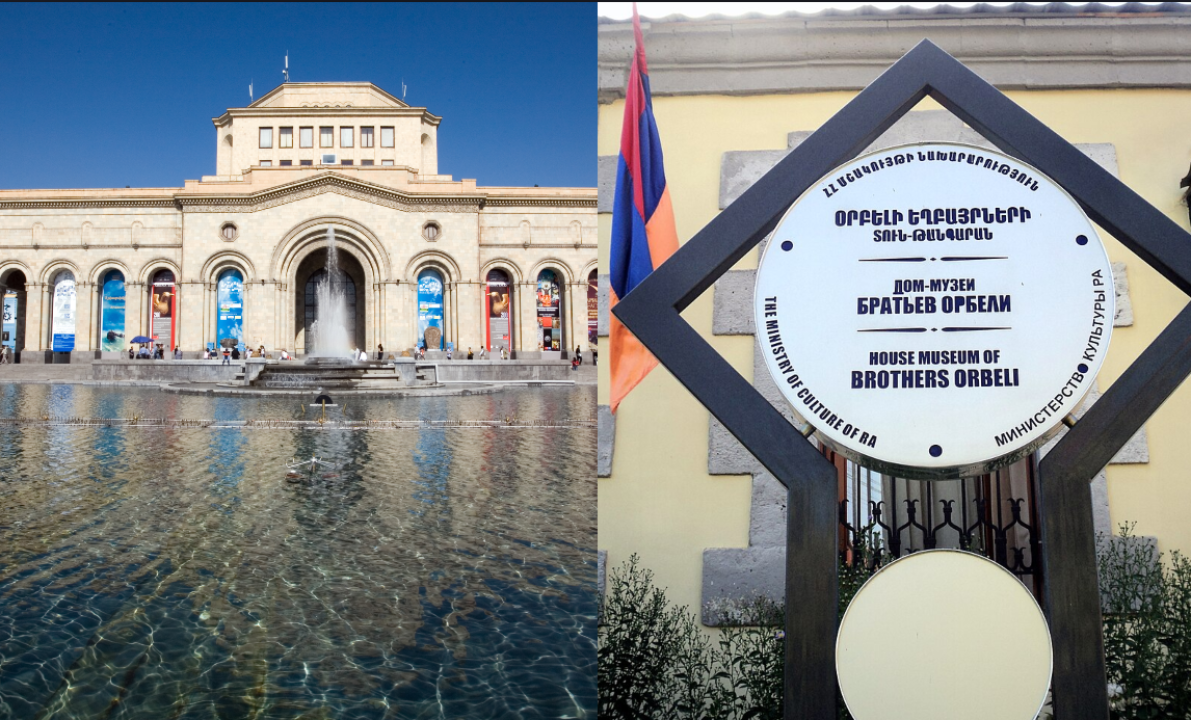 ՀՀ ՄՇԱԿՈՒՅԹԻ ՆԱԽԱՐԱՐՈՒԹՅՈՒՆ
ՕՐԲԵԼԻ ԵՂԲԱՅՐՆԵՐԻ
ՏՈՒՆ-ԹԱՆԳԱՐԱՆ
ДОМ-МУЗЕИ
БРАТЬЕВ ОРБЕЛИ
HOUSE MUSEUM OF
BROTHERS ORBELI
THE MINISTRY OF CULTURE OF RA
МИНИСТЕРСТВО КУЛЬТУРЫ РА